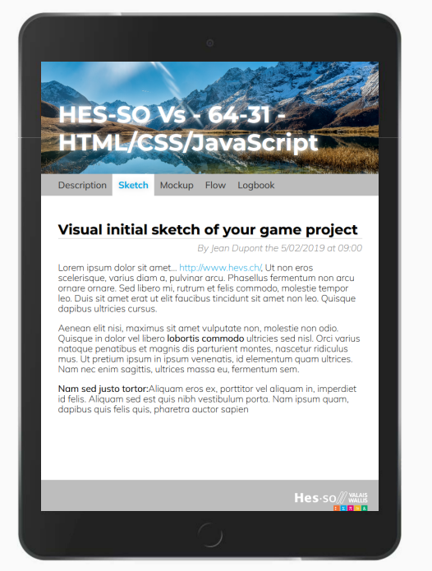 HES-SO Vs - 64-31 -
HTML/CSS/JavaScript
Description Sketch Mockup Flow Logbook
Visual initial sketch of your game project
By Jean Dupont the 5/02/2019 at 09:00
Lorem ipsum dolor sit amet... http://www.hevs.ch/, Ut non eros
scelerisque, varius diam a, pulvinar arcu. Phasellus fermentum non arcu
ornare ornare. Sed libero mi, rutrum et felis commodo, molestie tempor
leo. Duis sit amet erat ut elit faucibus tincidunt sit amet non leo. Quisque
dapibus ultricies cursus.
Aenean elit nisi, maximus sit amet vulputate non, molestie non odio.
Quisque in dolor vel libero lobortis commodo ultricies sed nisl. Orci varius
natoque penatibus et magnis dis parturient montes, nascetur ridiculus
mus. Ut pretium ipsum in ipsum venenatis, id elementum quam ultrices.
Nam nec enim sagittis, ultrices massa eu, fermentum sem.
Nam sed justo tortor:Aliquam eros ex, porttitor vel aliquam in, imperdiet
id felis. Aliquam sed est quis nibh vestibulum porta. Nam ipsum quam,
dapibus quis felis quis, pharetra auctor sapien
Hes·so // VALAIS
WALLIS